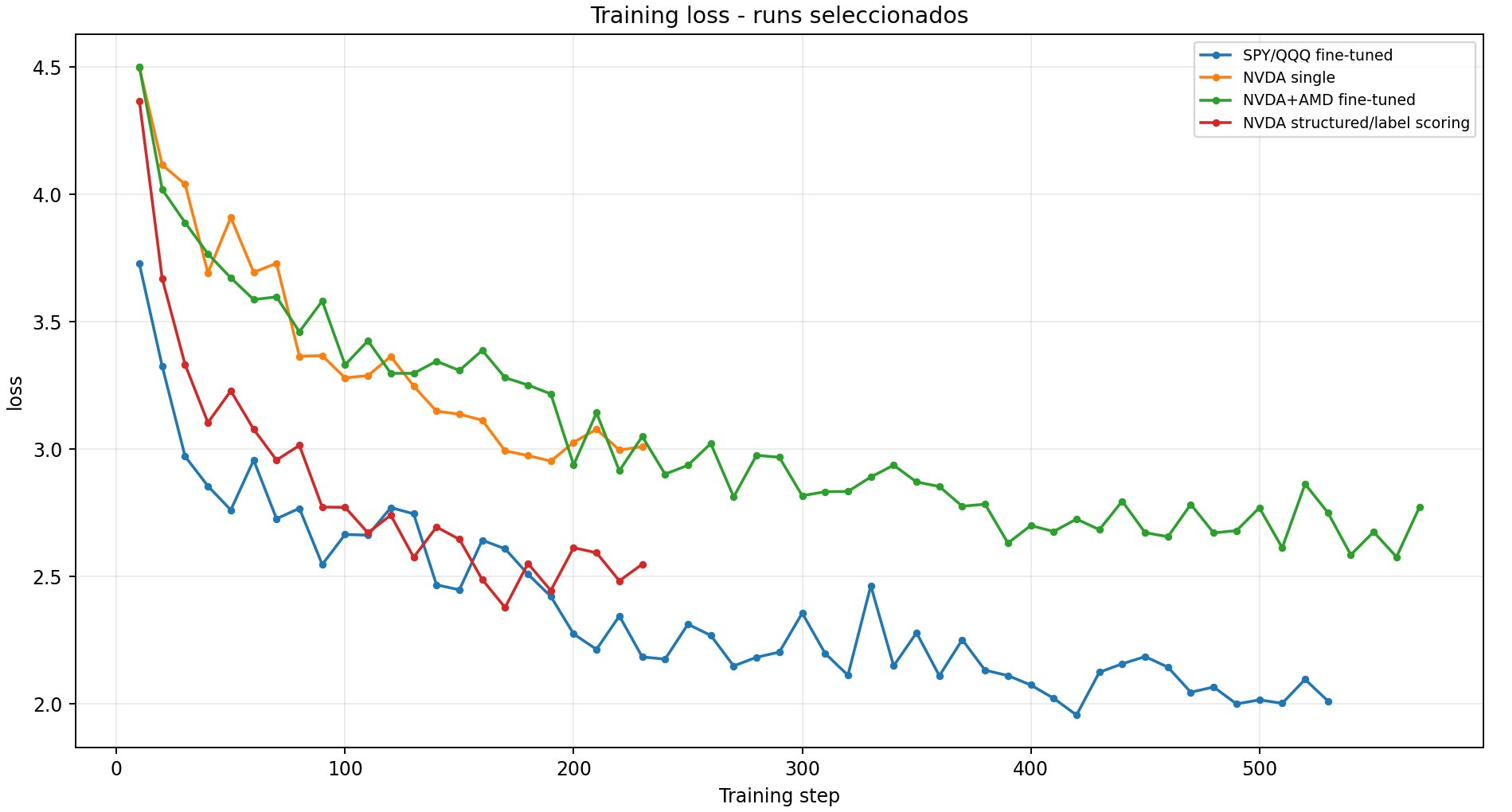 Training loss - runs seleccionados
SPY/QQQ fine-tuned
NVDA single
NVDA+AMD fine-tuned
NVDA structured/label scoring
4.5
4.0
3.5
3.0
2.5
2.0
loss
0 100 200 300 400 500
Training step